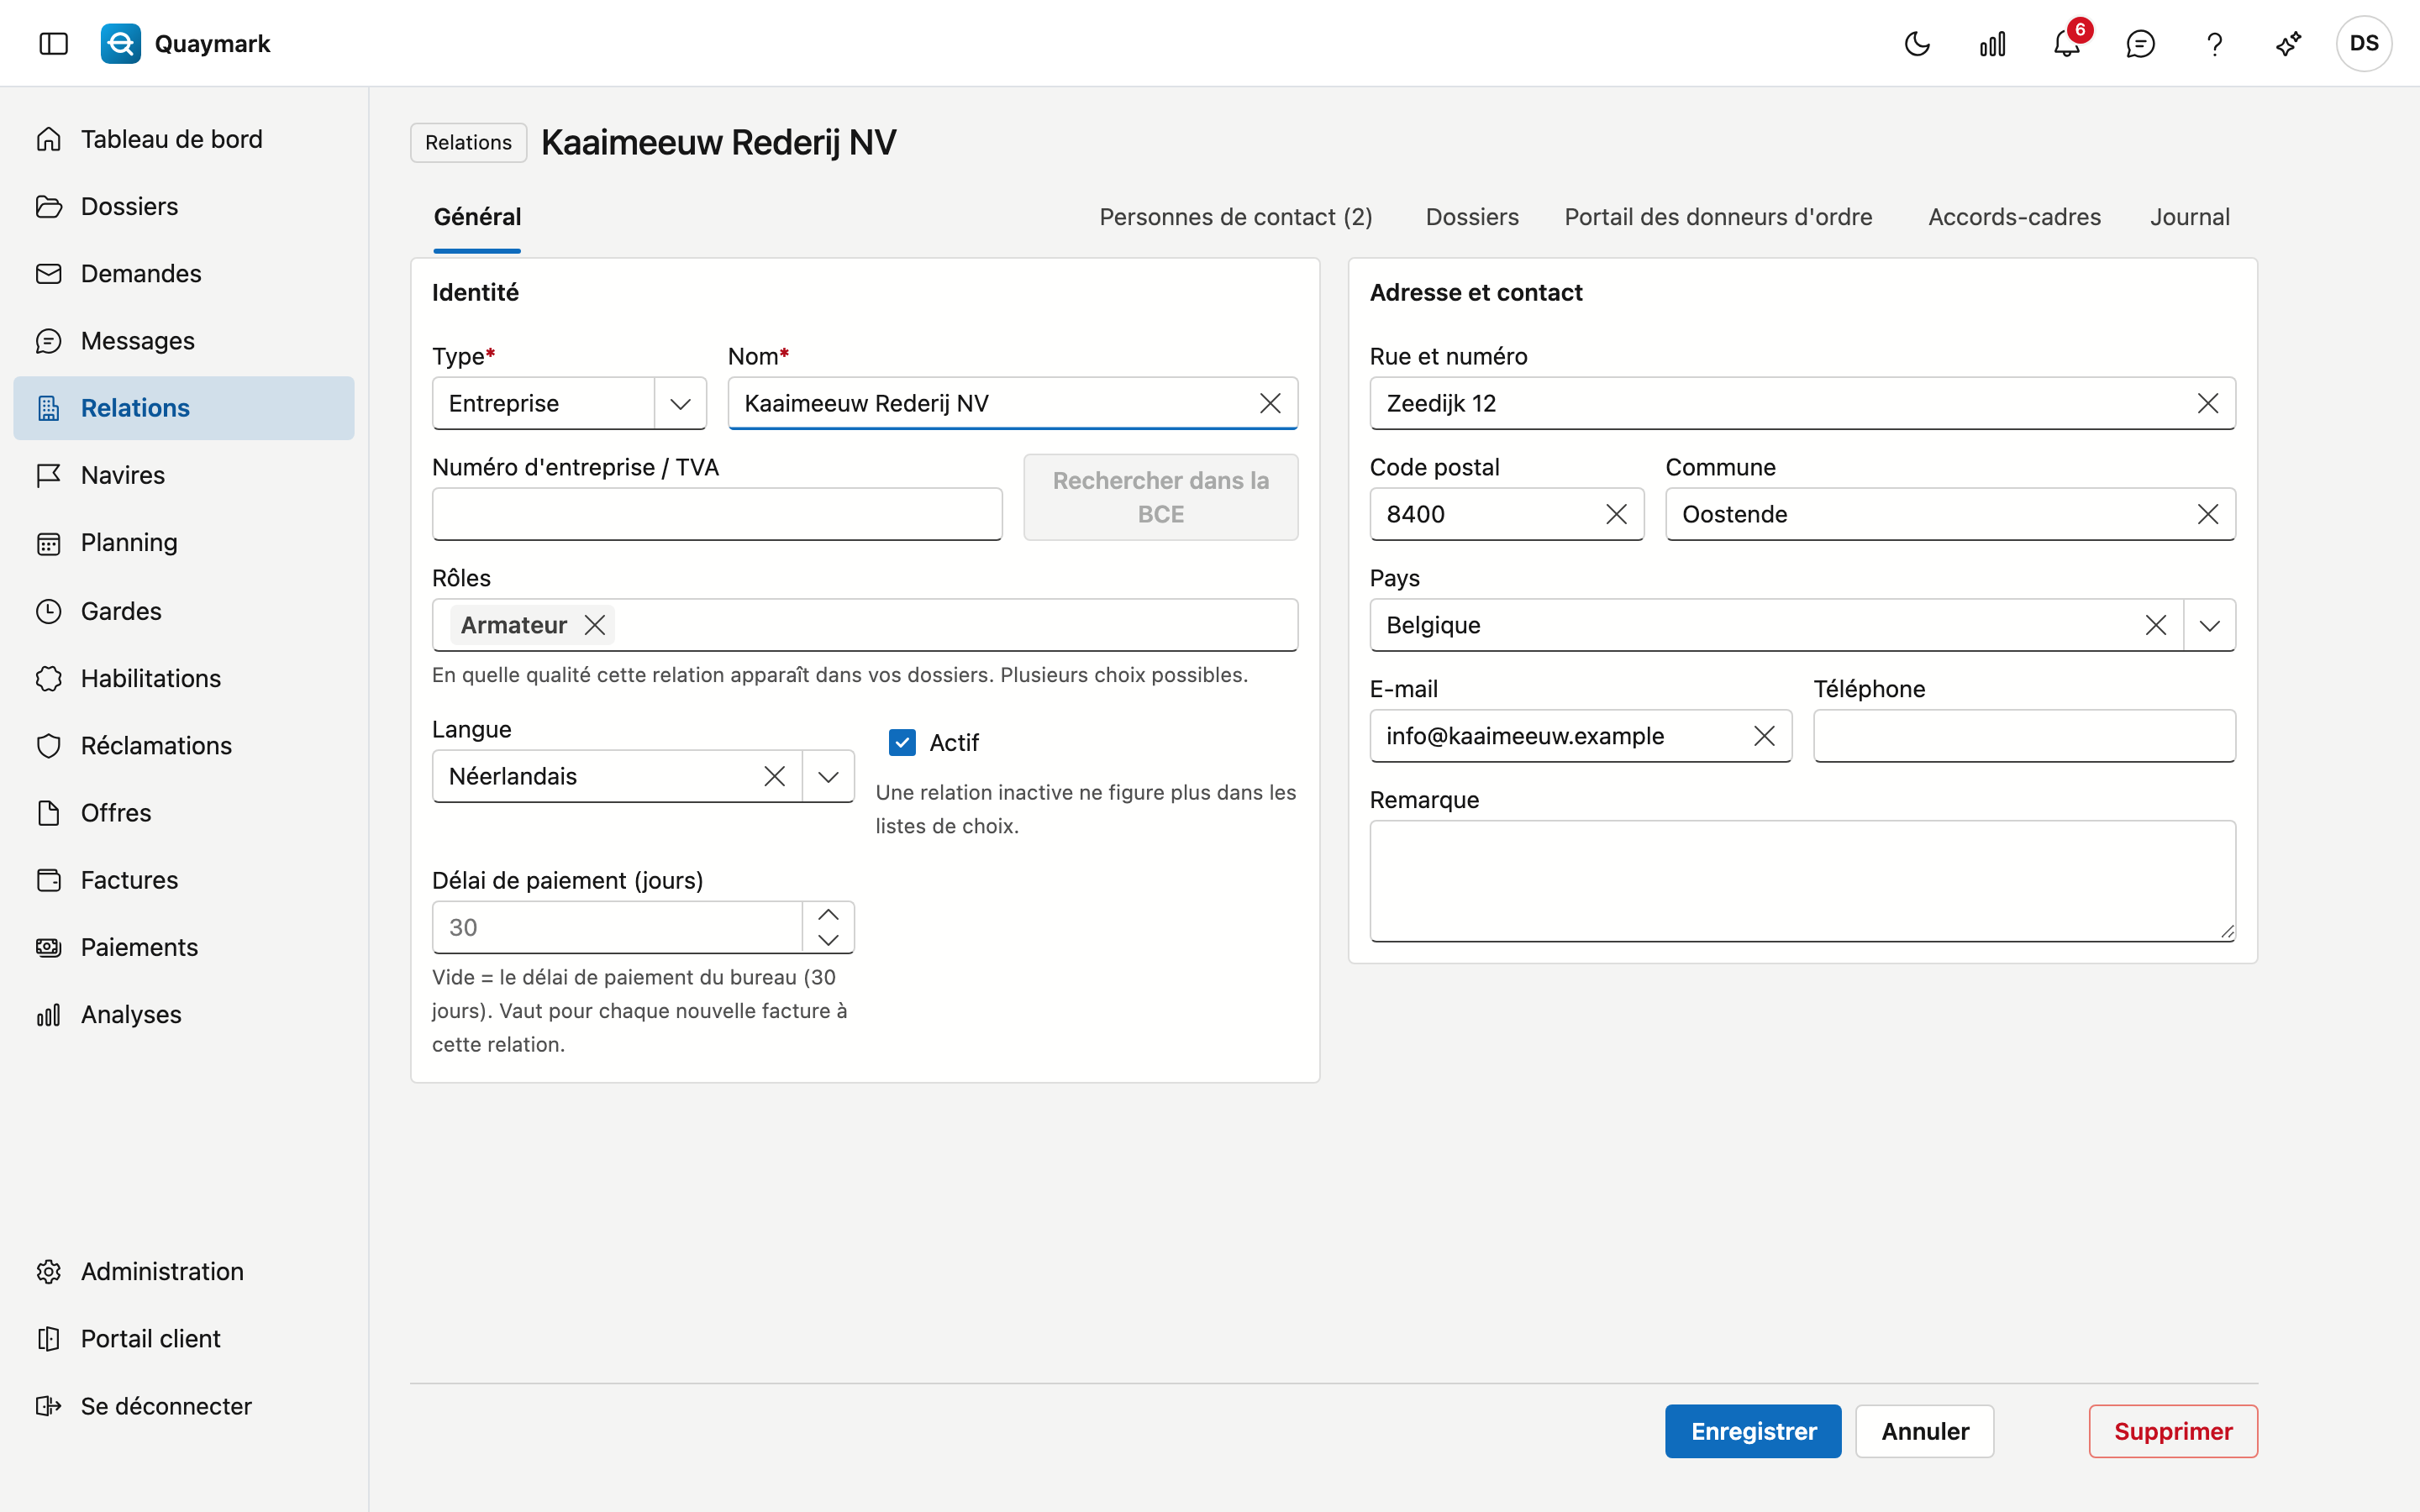 Quaymark
6
DS
Tableau de bord
Dossiers
Demandes
Messages
Relations
Navires
Planning
Gardes
Habilitations
Réclamations
Offres
Factures
Paiements
Analyses
Administration
Portail client
Se déconnecter
Relations
Kaaimeeuw Rederij NV
Général
Personnes de contact (2)
Dossiers
Portail des donneurs d'ordre
Accords-cadres
Journal
Identité
Type*
Nom*
Entreprise
Kaaimeeuw Rederij NV
Numéro d'entreprise / TVA
Rechercher dans la
BCE
Rôles
Armateur
En quelle qualité cette relation apparaît dans vos dossiers. Plusieurs choix possibles.
Langue
Néerlandais
Actif
Une relation inactive ne figure plus dans les
listes de choix.
Délai de paiement (jours)
30
Vide = le délai de paiement du bureau (30
jours). Vaut pour chaque nouvelle facture à
cette relation.
Adresse et contact
Rue et numéro
Zeedijk 12
Code postal
Commune
8400
Oostende
Pays
Belgique
E-mail
Téléphone
info@kaaimeeuw.example
Remarque
Enregistrer
Annuler
Supprimer